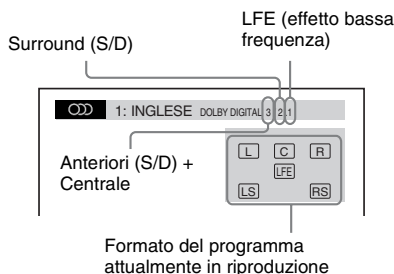 LFE (effetto bassa
frequenza)
Surround (S/D)
1: INGLESE DOLBY DIGITAL 3 2 .1
Anteriori (S/D) +
Centrale
L C R
LFE
LS RS
Formato del programma
attualmente in riproduzione